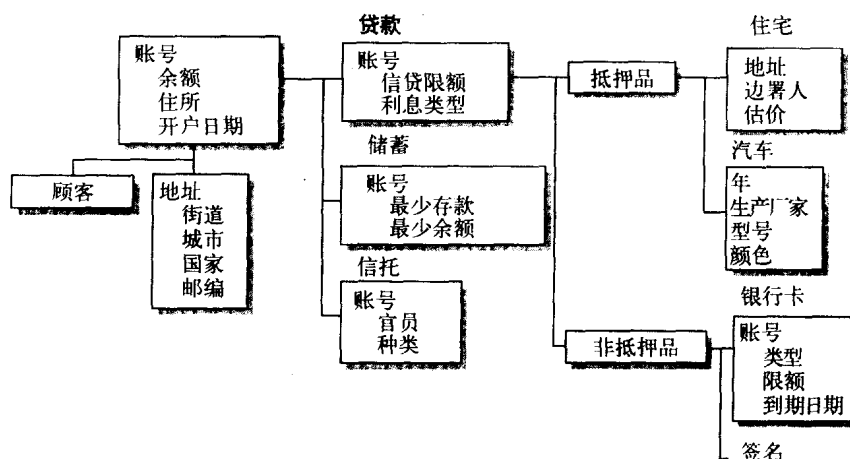 账号
余额
住所
开户日期
顾客
地址
街道
城市
国家
邮编
贷款
账号
信贷限额
利息类型
储蓄
账号
最少存款
最少余额
信托
账号
官员
种类
抵押品
非抵押品
住宅
地址
边署人
估价
汽车
年
生产厂家
型号
颜色
银行卡
账号
类型
限额
到期日期
签名